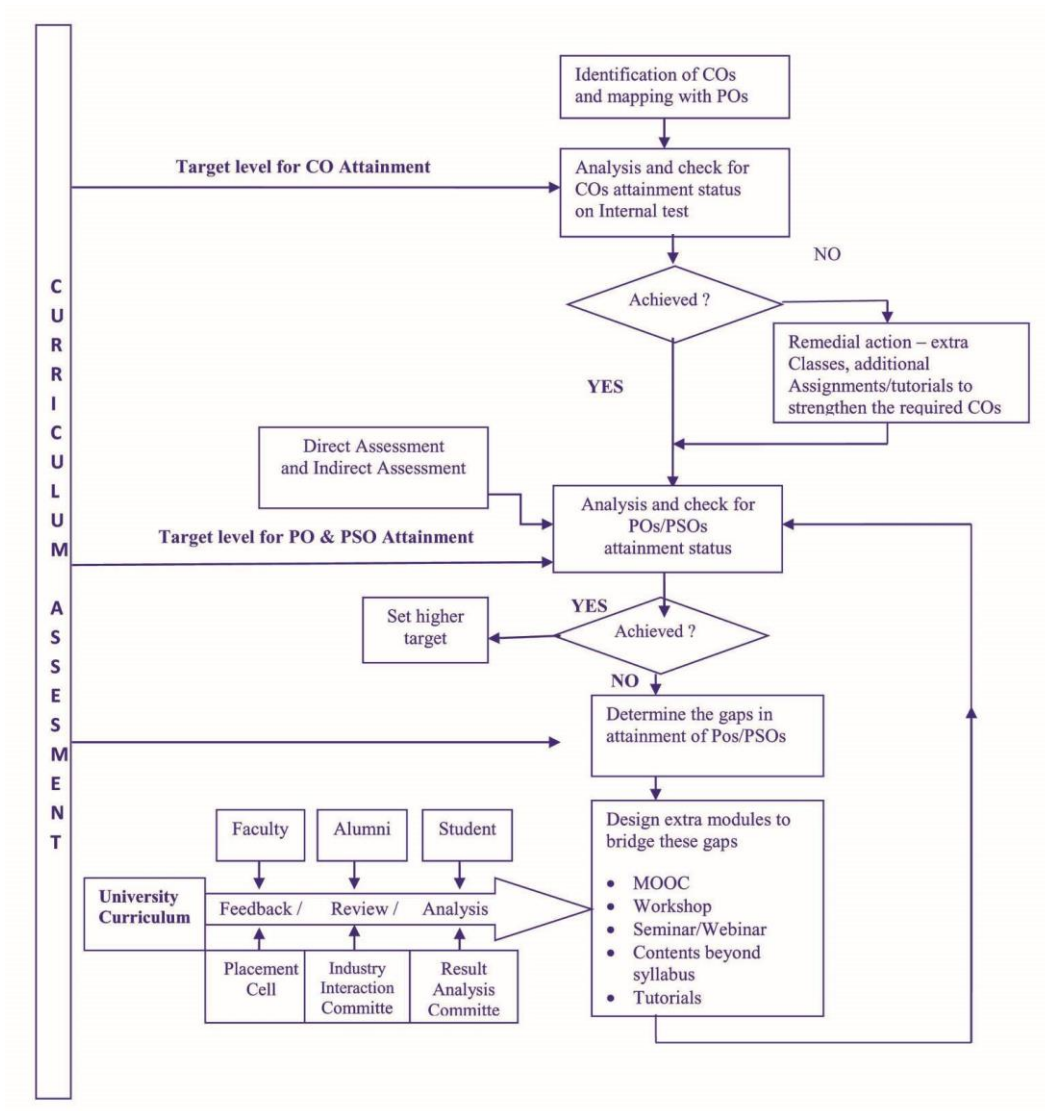 Identification of COs
and mapping with POs
Target level for CO Attainment
Analysis and check for
COs attainment status
on Internal test
NO
Achieved ?
Remedial action – extra
Classes, additional
Assignments/tutorials to
strengthen the required COs
YES
Direct Assessment
and Indirect Assessment
Analysis and check for
POs/PSOs
attainment status
Target level for PO & PSO Attainment
YES
Set higher
target
Achieved ?
NO
Determine the gaps in
attainment of Pos/PSOs
Design extra modules to
bridge these gaps
• MOOC
• Workshop
• Seminar/Webinar
• Contents beyond
syllabus
• Tutorials
Faculty
Alumni
Student
University
Curriculum
Feedback / Review / Analysis
Placement
Cell
Industry
Interaction
Committe
Result
Analysis
Committe
CURRICULUM ASSESMENT